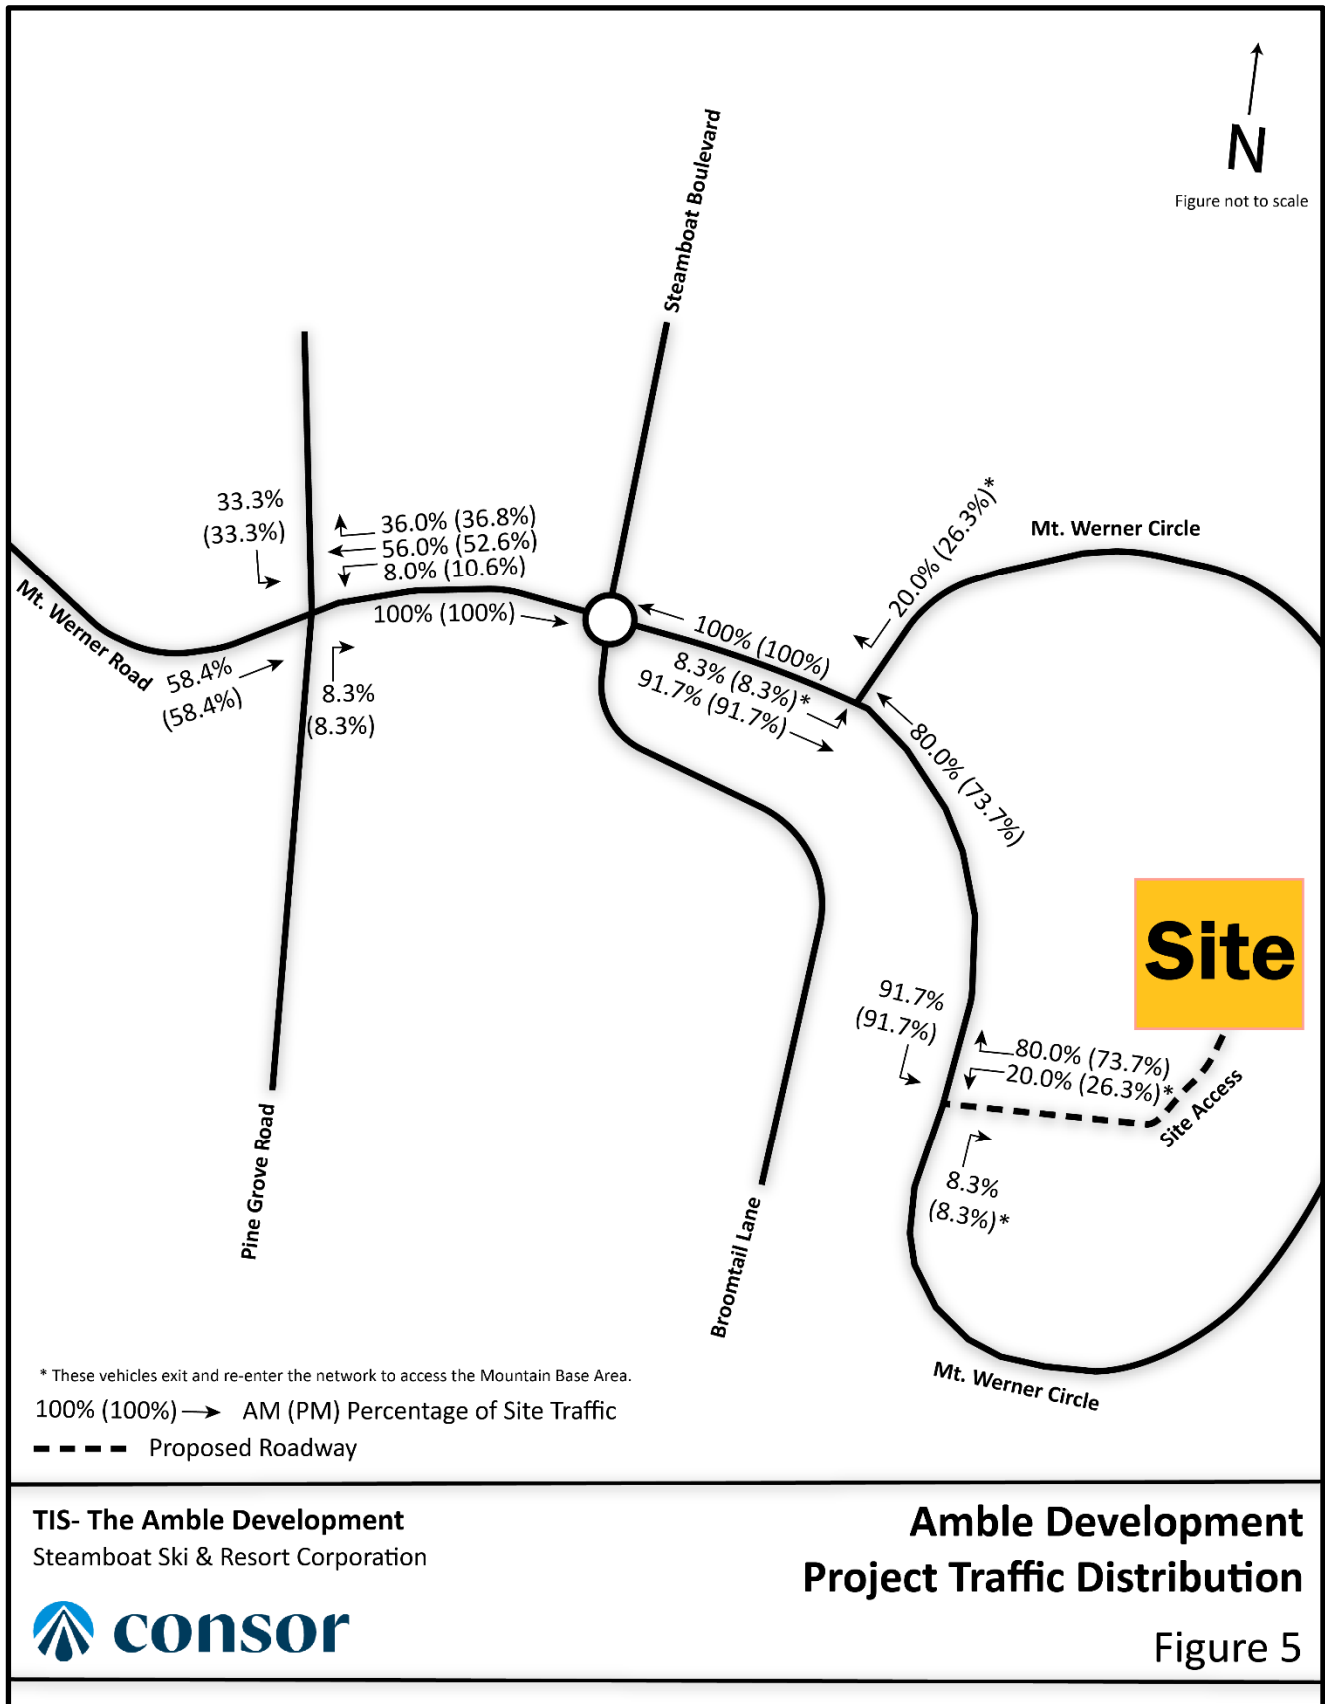 N
Figure not to scale
Steamboat Boulevard
20.0% (26.3%)*
Mt. Werner Circle
33.3%
(33.3%)
36.0% (36.8%)
56.0% (52.6%)
8.0% (10.6%)
100% (100%)
Mt. Werner Road
58.4%
(58.4%)
8.3%
(8.3%)
100% (100%)
8.3% (8.3%)*
91.7% (91.7%)
80.0% (73.7%)
Site
91.7%
(91.7%)
80.0% (73.7%)
20.0% (26.3%)*
Site Access
8.3%
(8.3%)*
Pine Grove Road
Broomtail Lane
Mt. Werner Circle
* These vehicles exit and re-enter the network to access the Mountain Base Area.
100% (100%) AM (PM) Percentage of Site Traffic
Proposed Roadway
TIS- The Amble Development
Steamboat Ski & Resort Corporation
consor
Amble Development
Project Traffic Distribution
Figure 5